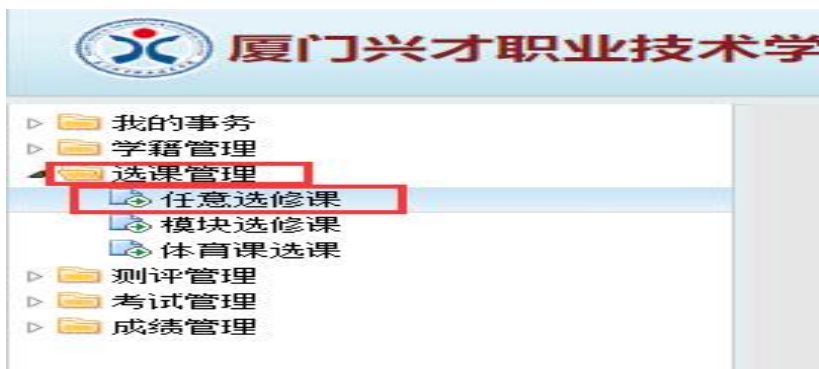 厦门兴才职业技术学
我的事务
学籍管理
选课管理
任意选修课
模块选修课
体育课选课
测评管理
考试管理
成绩管理